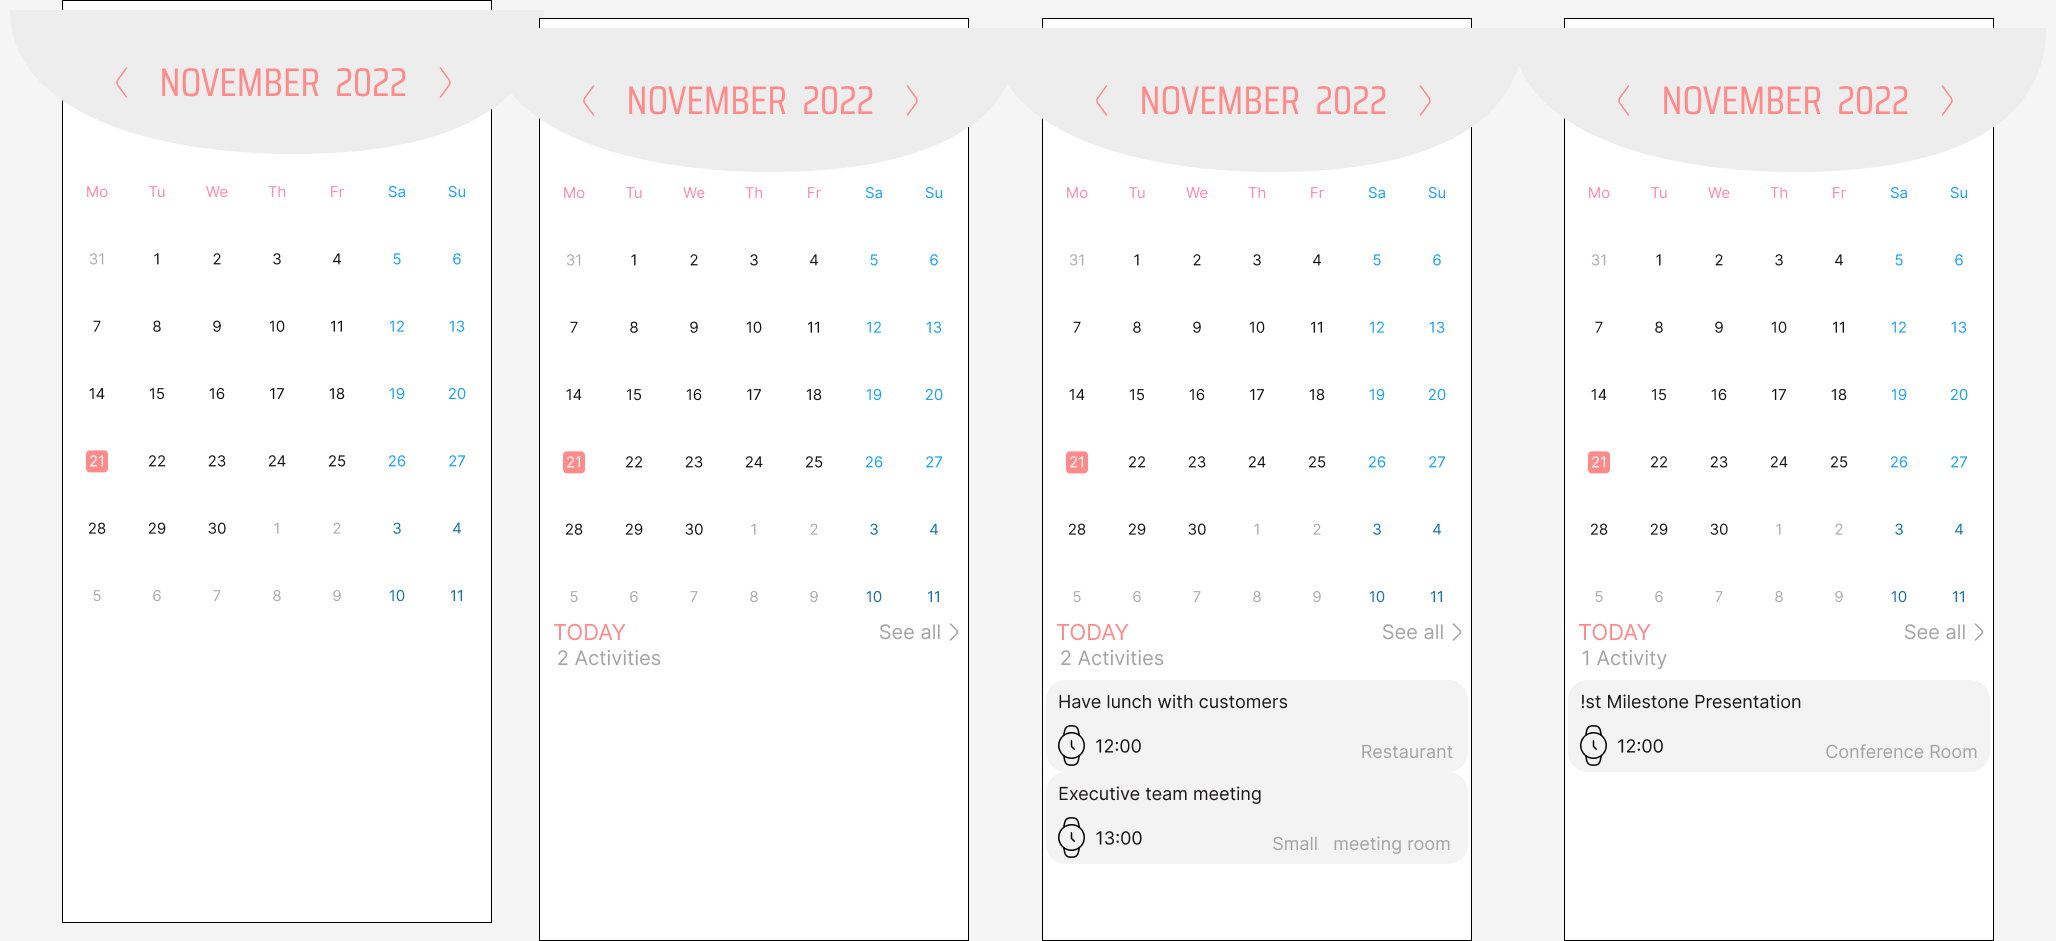 NOVEMBER 2022
Mo Tu We Th Fr Sa Su
31 1 2 3 4 5 6
7 8 9 10 11 12 13
14 15 16 17 18 19 20
21 22 23 24 25 26 27
28 29 30 1 2 3 4
5 6 7 8 9 10 11
NOVEMBER 2022
Mo Tu We Th Fr Sa Su
31 1 2 3 4 5 6
7 8 9 10 11 12 13
14 15 16 17 18 19 20
21 22 23 24 25 26 27
28 29 30 1 2 3 4
5 6 7 8 9 10 11
TODAY See all
2 Activities
NOVEMBER 2022
Mo Tu We Th Fr Sa Su
31 1 2 3 4 5 6
7 8 9 10 11 12 13
14 15 16 17 18 19 20
21 22 23 24 25 26 27
28 29 30 1 2 3 4
5 6 7 8 9 10 11
TODAY See all
2 Activities
Have lunch with customers
12:00 Restaurant
Executive team meeting
13:00 Small meeting room
NOVEMBER 2022
Mo Tu We Th Fr Sa Su
31 1 2 3 4 5 6
7 8 9 10 11 12 13
14 15 16 17 18 19 20
21 22 23 24 25 26 27
28 29 30 1 2 3 4
5 6 7 8 9 10 11
TODAY See all
1 Activity
!st Milestone Presentation
12:00 Conference Room